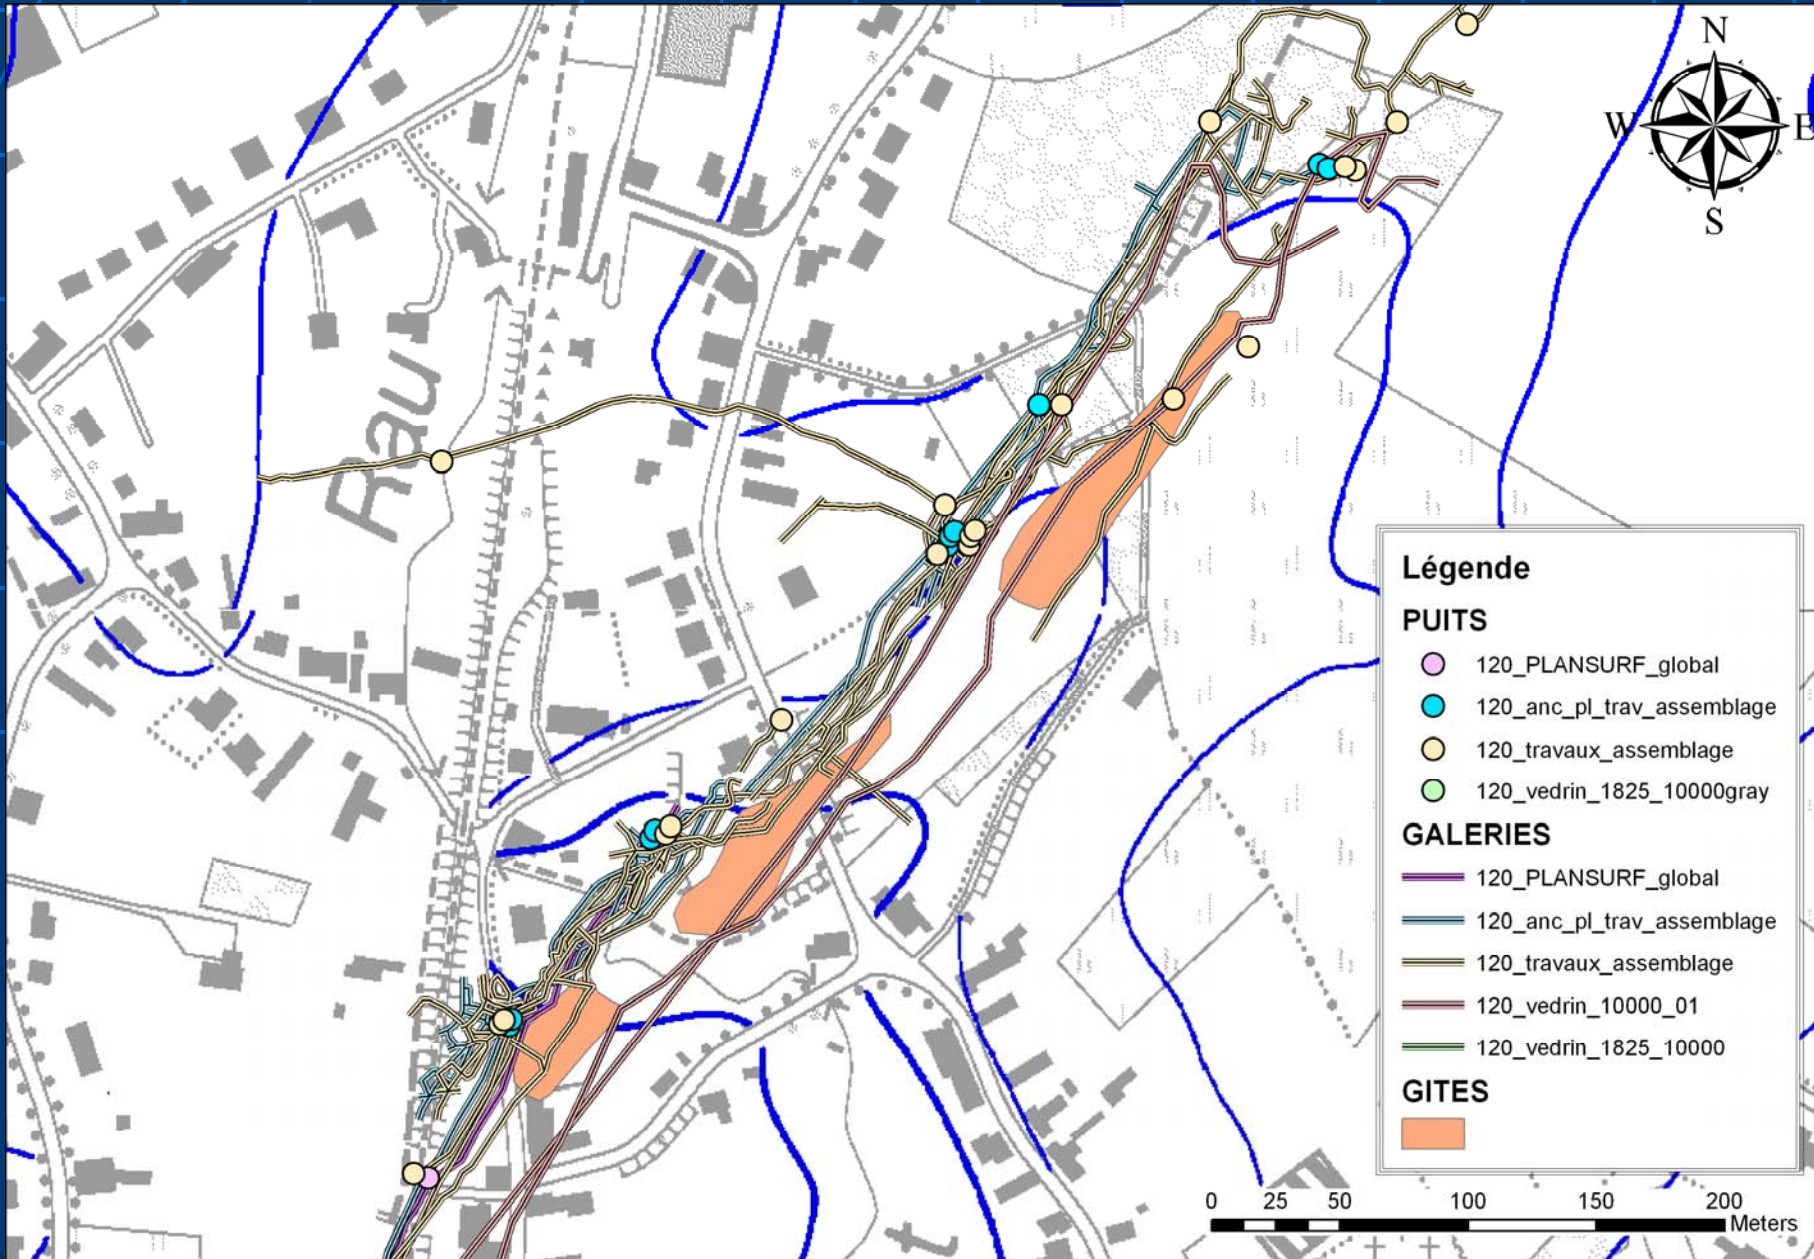 N
W
E
S
Rau
Légende
PUITS
120_PLANSURF_global
120_anc_pl_trav_assemblage
120_travaux_assemblage
120_vedrin_1825_10000gray
GALERIES
120_PLANSURF_global
120_anc_pl_trav_assemblage
120_travaux_assemblage
120_vedrin_10000_01
120_vedrin_1825_10000
GITES
0 25 50 100 150 200
Meters